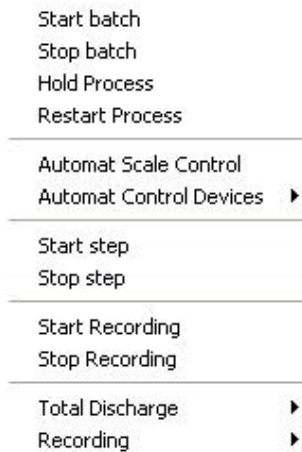 Start batch
Stop batch
Hold Process
Restart Process
Automat Scale Control
Automat Control Devices
Start step
Stop step
Start Recording
Stop Recording
Total Discharge
Recording